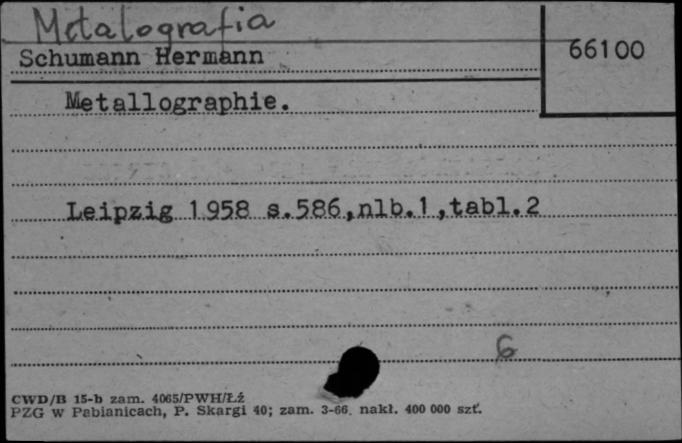 Metalografia
Schumann Hermann
66100
Metallographie.
Leipzig 1958 s.586,nlb.1,tabl.2
6
CWD/B 15-b zam. 4065/PWH/Łź
PZG w Pabianicach, P. Skargi 40; zam. 3-66. nakł. 400 000 szt.